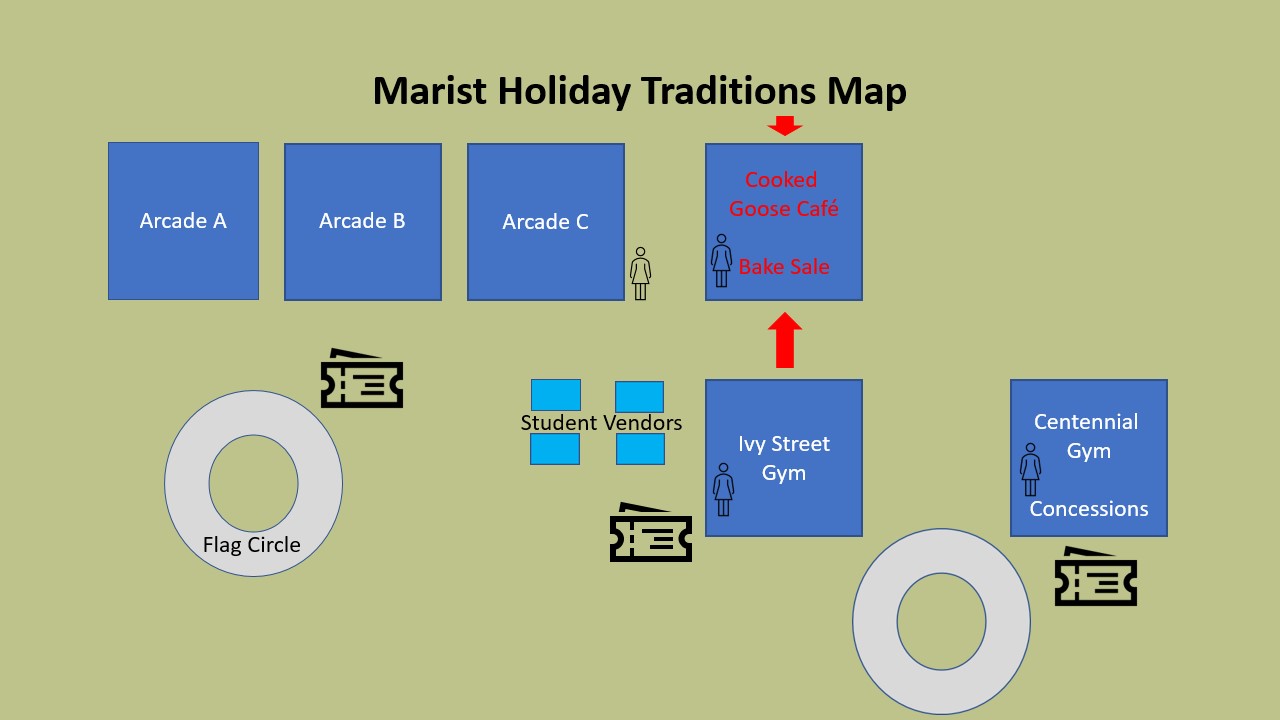 Marist Holiday Traditions Map
Arcade A
Arcade B
Arcade C
Cooked
Goose Café
Bake Sale
Student Vendors
Ivy Street
Gym
Centennial
Gym
Concessions
Flag Circle